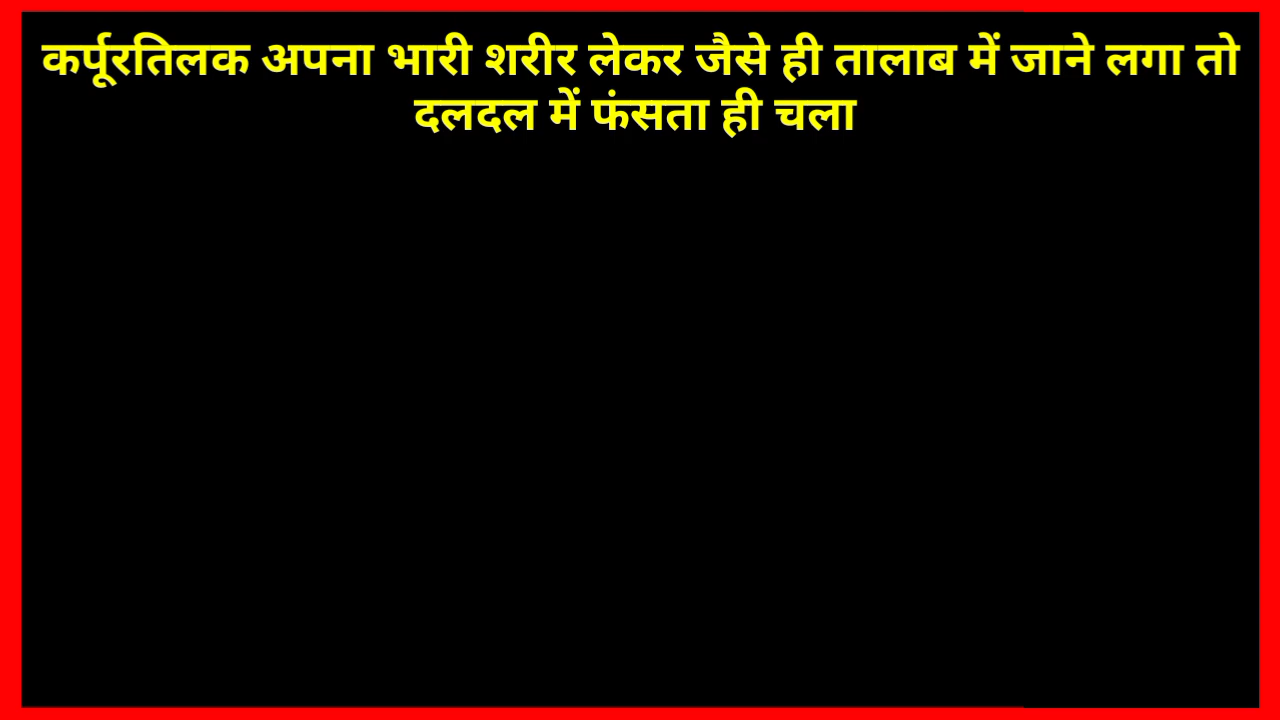 कर्पूरतिलक अपना भारी शरीर लेकर जैसे ही तालाब में जाने लगा तो
दलदल में फंसता ही चला